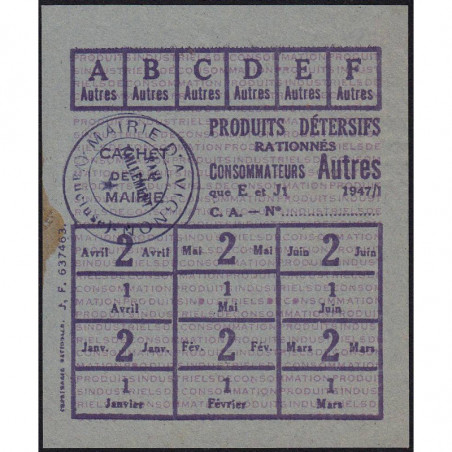 A B C D E F
Autres Autres Autres Autres Autres Autres
MAIRIE D'AVIGNON
CACHET
DE LA
MAIRIE
PRODUITS DÉTERSIFS
RATIONNÉS
CONSOMMATEURS Autres
que E et J1 1947/1
C. A. — N°
Avril 2 Avril Mai 2 Mai Juin 2 Juin
1 1 1
Avril Mai Juin
Janv. 2 Janv. Fév. 2 Fév. Mars 2 Mars
1 1 1
Janvier Février Mars
IMPRIMERIE NATIONALE. J. F. 637463.